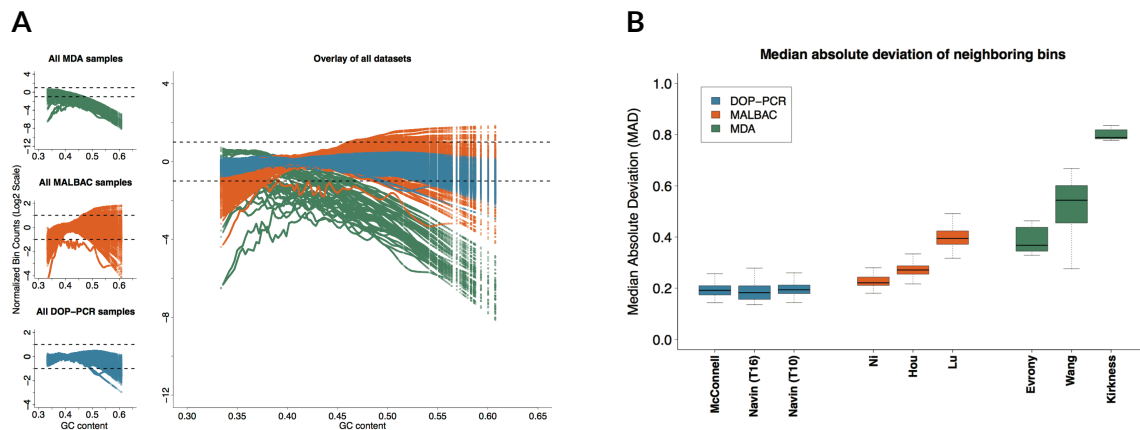 A
All MDA samples
4
2
0
−4
−8
−12
0.3 0.4 0.5 0.6
All MALBAC samples
2
1
0
−1
−2
−4
0.3 0.4 0.5 0.6
All DOP−PCR samples
2
0
−2
−4
0.3 0.4 0.5 0.6
GC content
Normalized Bin Counts (Log2 Scale)
Overlay of all datasets
4
0
−4
−8
−12
0.30 0.35 0.40 0.45 0.50 0.55 0.60 0.65
GC content
B
Median absolute deviation of neighboring bins
Median Absolute Deviation (MAD)
1.0
0.8
0.6
0.4
0.2
0.0
DOP−PCR
MALBAC
MDA
McConnell
Navin (T16)
Navin (T10)
Ni
Hou
Lu
Evrony
Wang
Kirkness